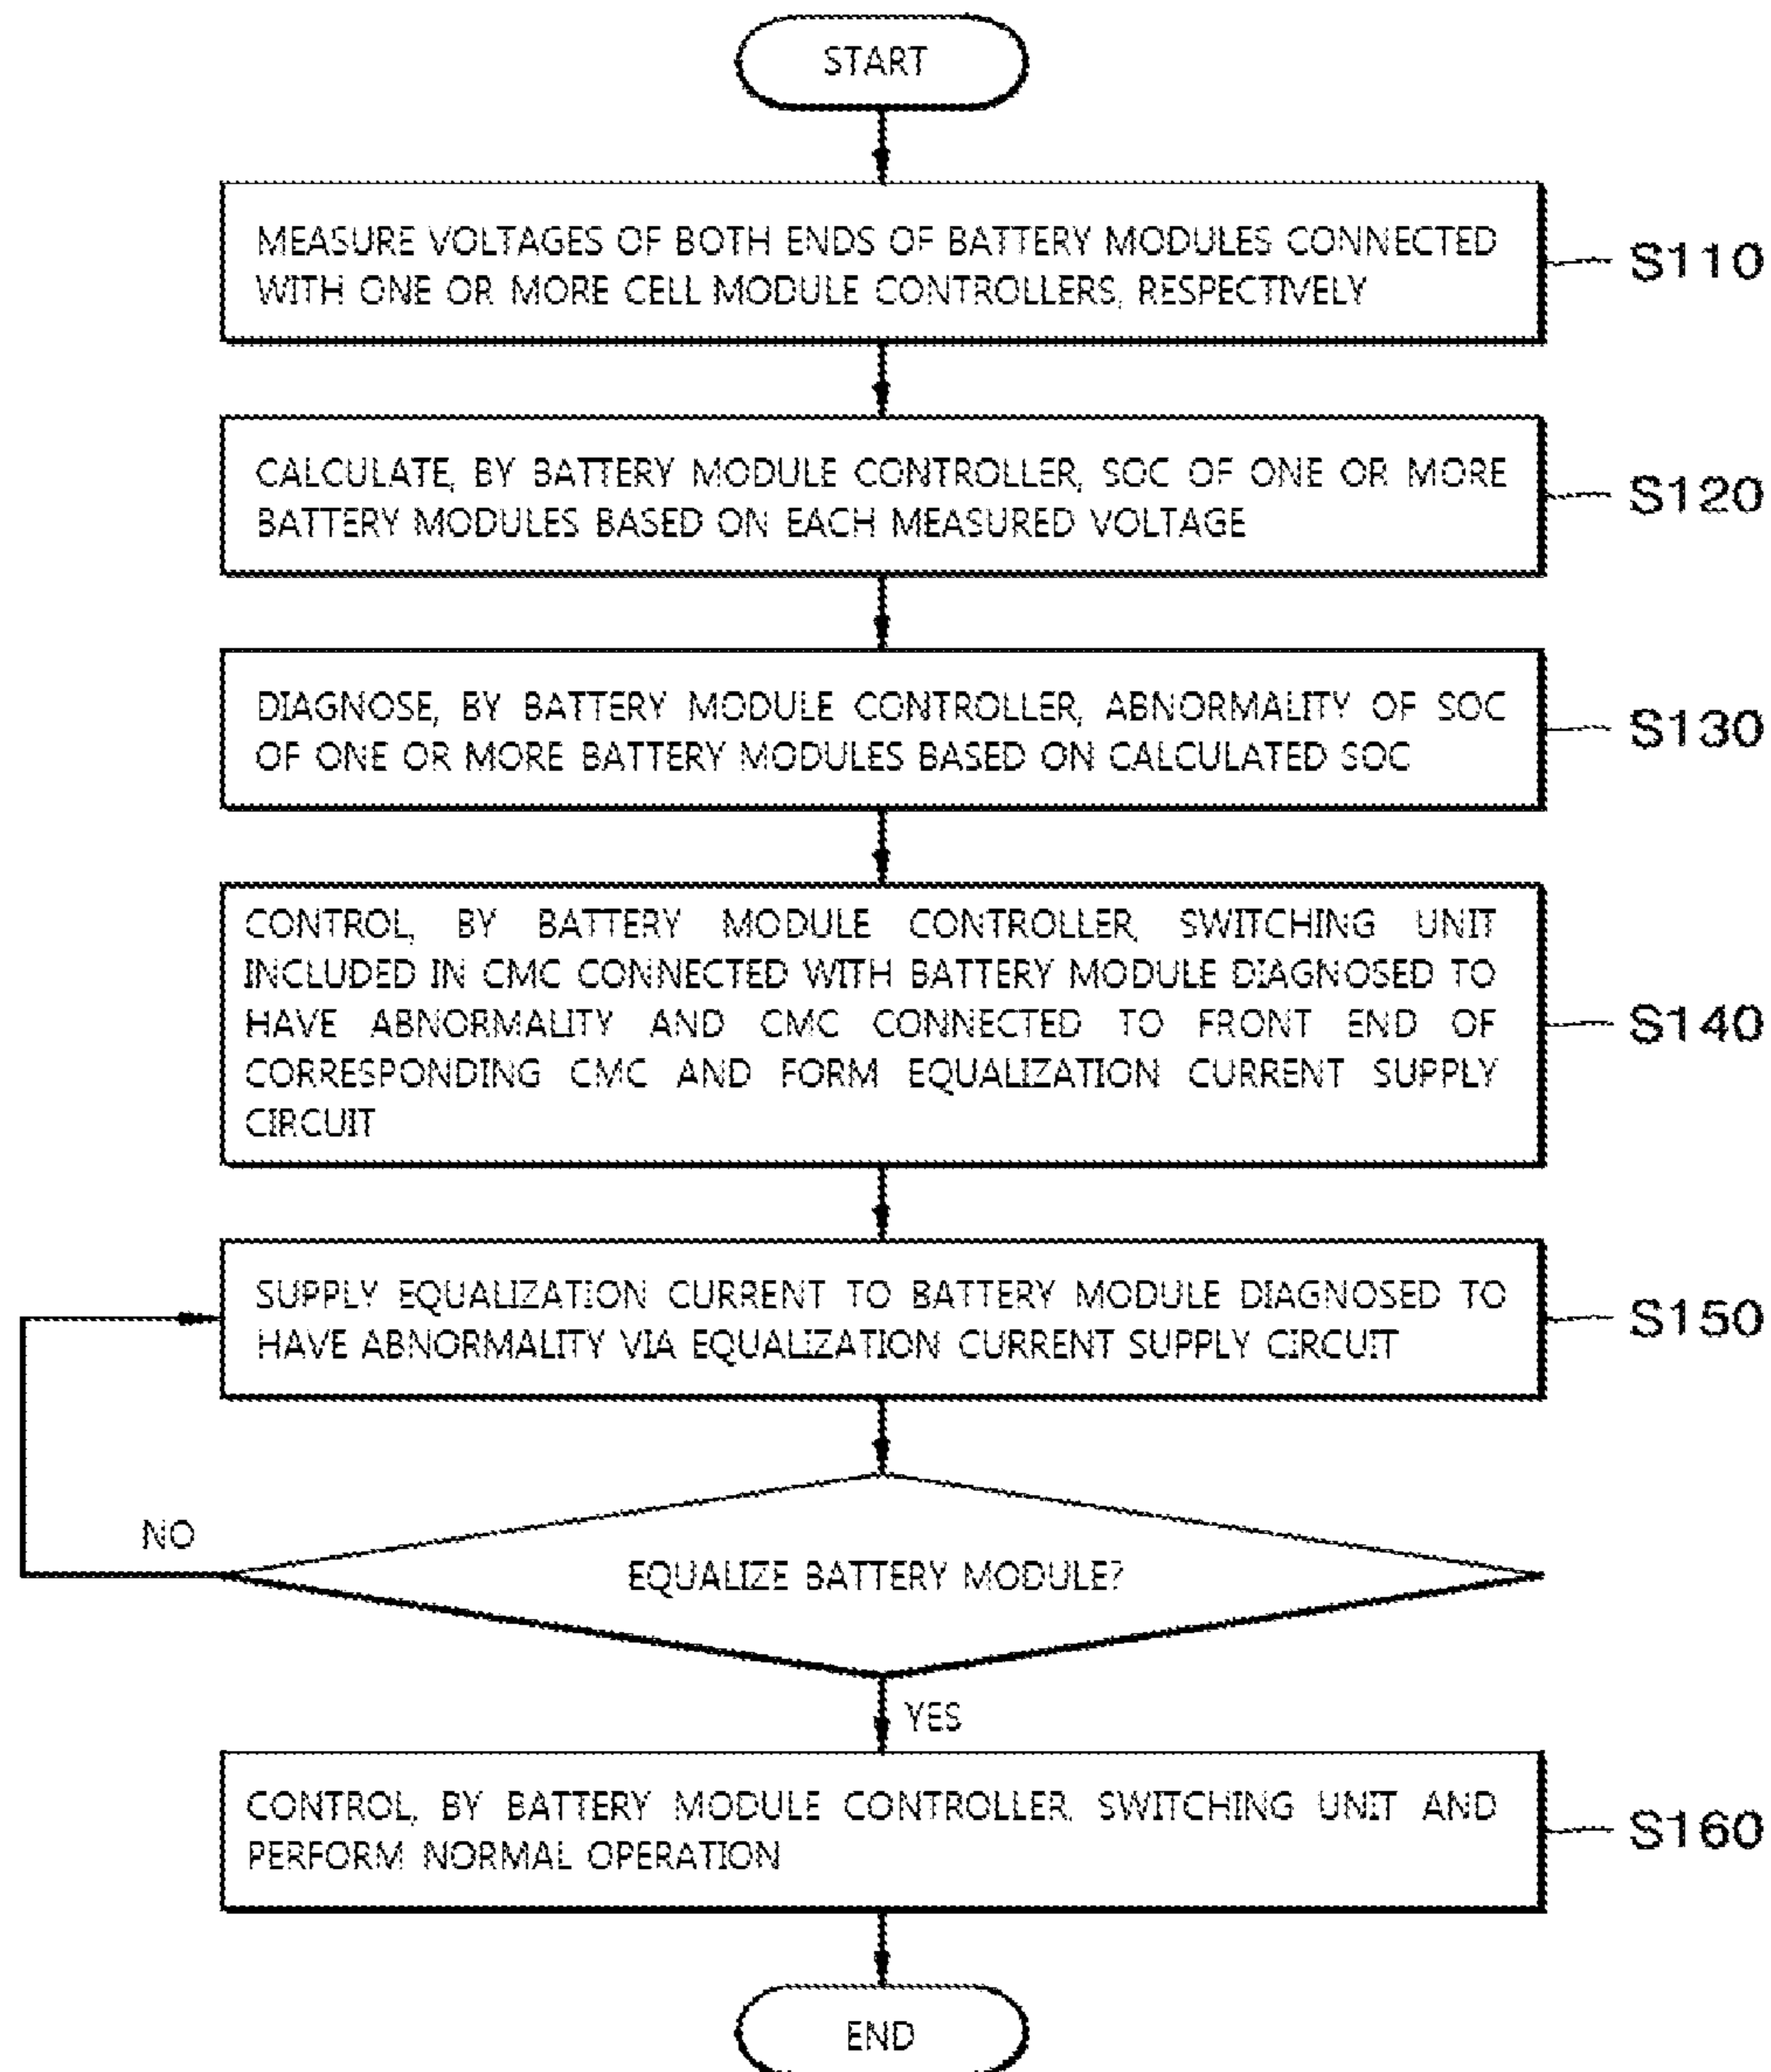 START
MEASURE VOLTAGES OF BOTH ENDS OF BATTERY MODULES CONNECTED
WITH ONE OR MORE CELL MODULE CONTROLLERS, RESPECTIVELY
S110
CALCULATE, BY BATTERY MODULE CONTROLLER, SOC OF ONE OR MORE
BATTERY MODULES BASED ON EACH MEASURED VOLTAGE
S120
DIAGNOSE, BY BATTERY MODULE CONTROLLER, ABNORMALITY OF SOC
OF ONE OR MORE BATTERY MODULES BASED ON CALCULATED SOC
S130
CONTROL, BY BATTERY MODULE CONTROLLER, SWITCHING UNIT
INCLUDED IN CMC CONNECTED WITH BATTERY MODULE DIAGNOSED TO
HAVE ABNORMALITY AND CMC CONNECTED TO FRONT END OF
CORRESPONDING CMC AND FORM EQUALIZATION CURRENT SUPPLY
CIRCUIT
S140
SUPPLY EQUALIZATION CURRENT TO BATTERY MODULE DIAGNOSED TO
HAVE ABNORMALITY VIA EQUALIZATION CURRENT SUPPLY CIRCUIT
S150
NO
EQUALIZE BATTERY MODULE?
YES
CONTROL, BY BATTERY MODULE CONTROLLER, SWITCHING UNIT AND
PERFORM NORMAL OPERATION
S160
END